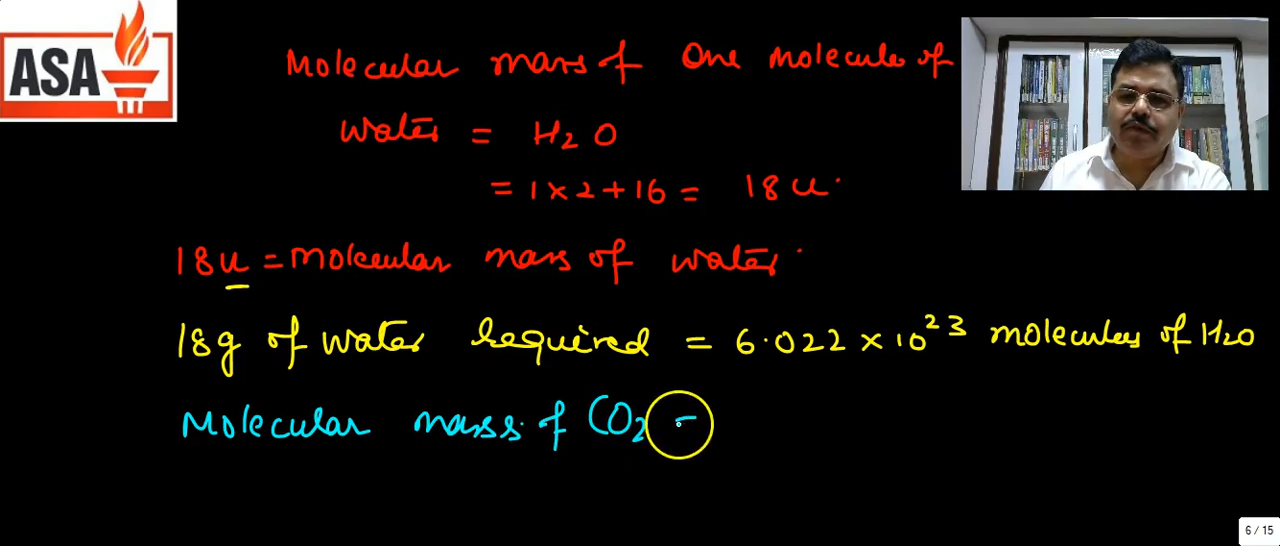 ASA
Molecular mass of One molecule of
water = H2O
= 1×2+16 = 18u.
18u = molecular mass of water.
18g of water required = 6.022×10²³ molecules of H2O
Molecular mass of CO2 =
6 / 15